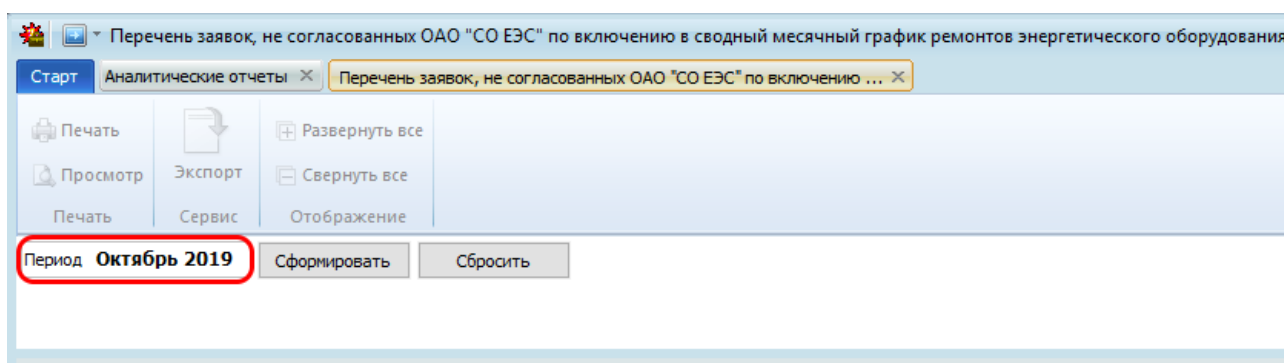 Перечень заявок, не согласованных ОАО "СО ЕЭС" по включению в сводный месячный график ремонтов энергетического оборудования
Старт Аналитические отчеты Перечень заявок, не согласованных ОАО "СО ЕЭС" по включению ...
Печать Развернуть все
Просмотр Экспорт Свернуть все
Печать Сервис Отображение
Период Октябрь 2019 Сформировать Сбросить